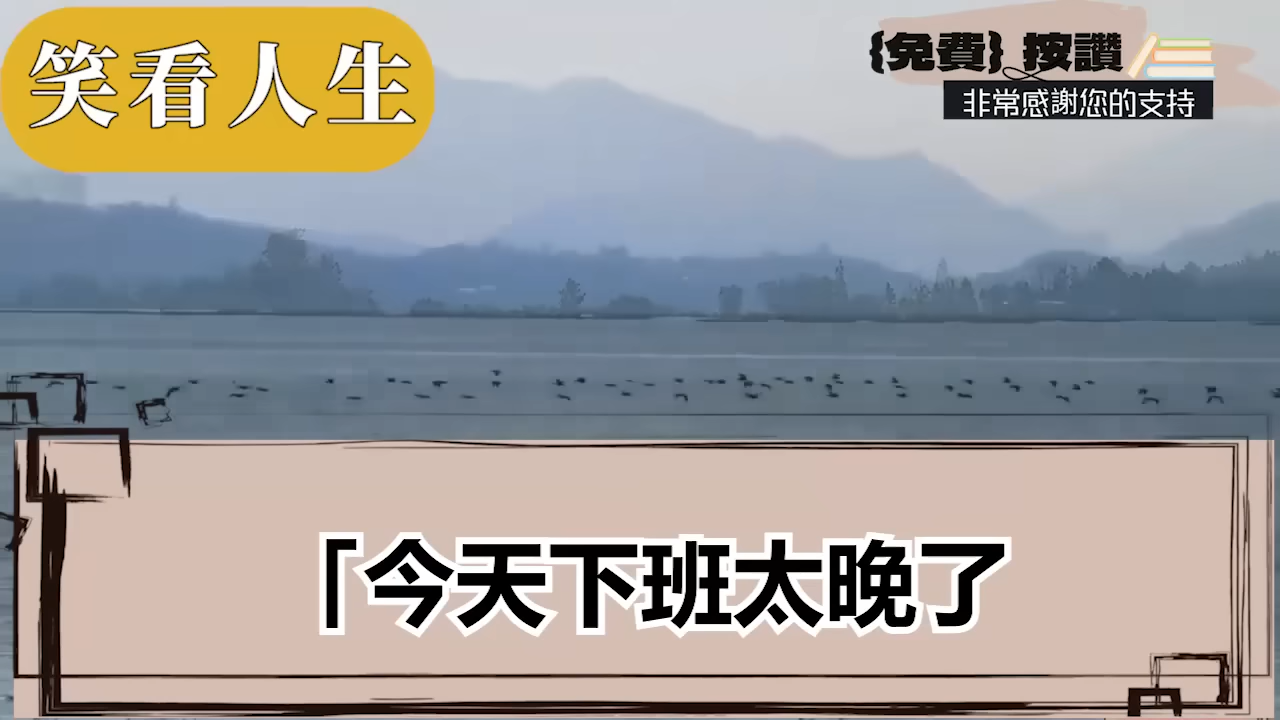 笑看人生
{免費} 按讚
非常感謝您的支持
「今天下班太晚了